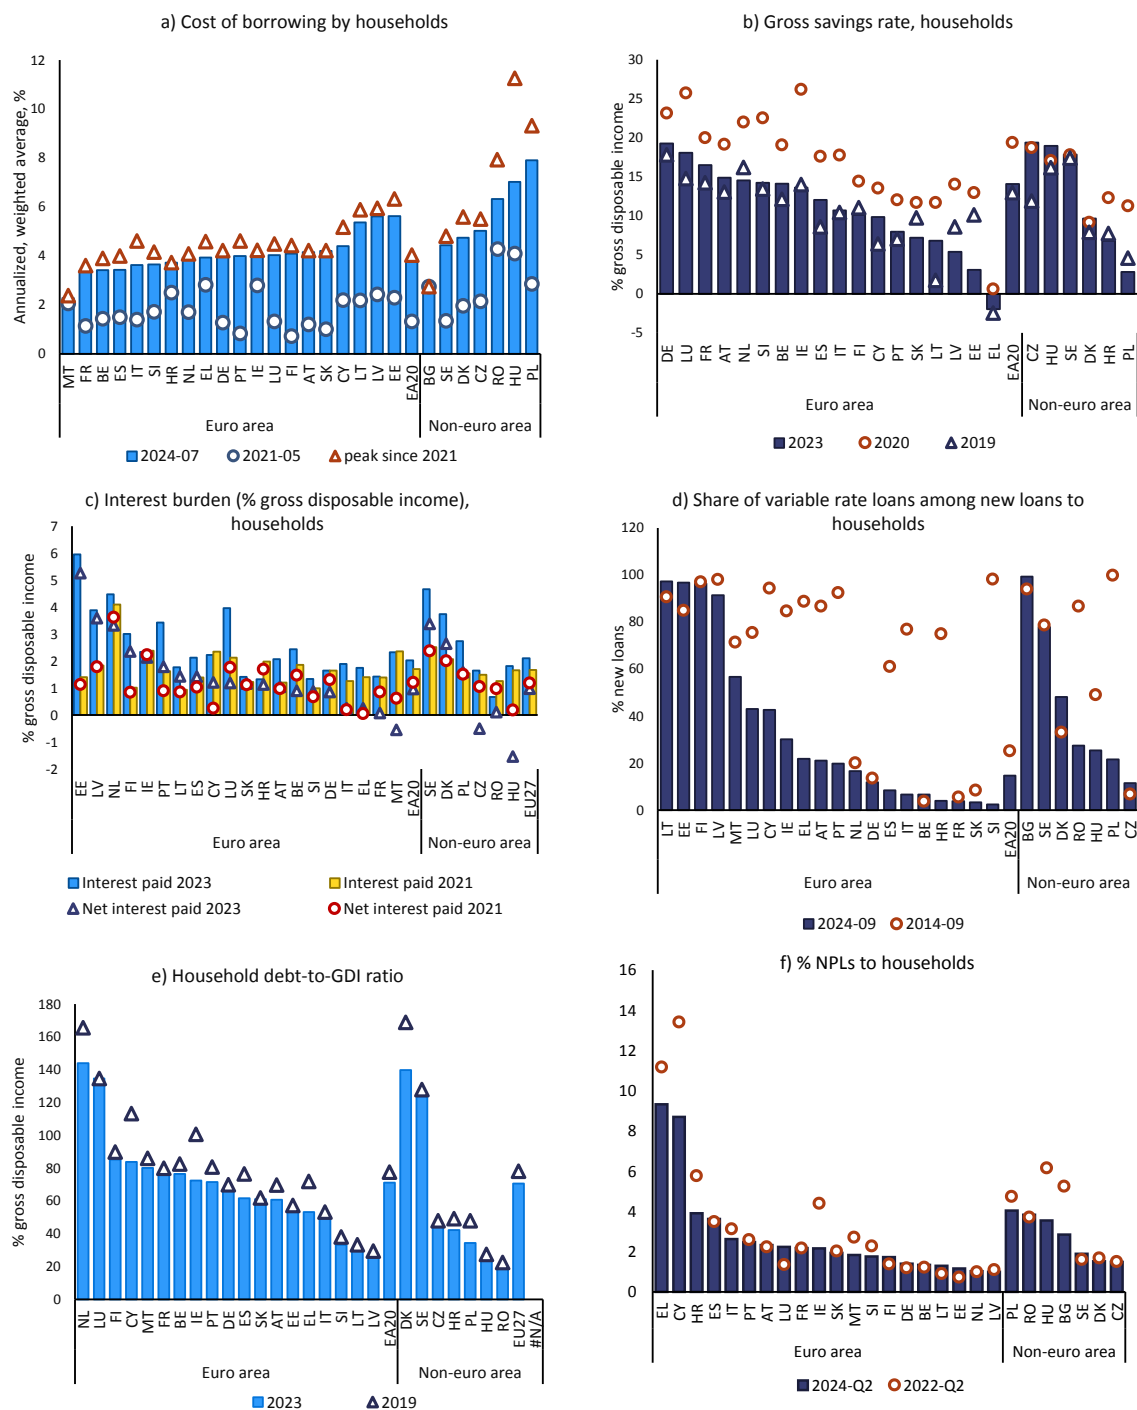 a) Cost of borrowing by households
Annualized, weighted average, %
12
10
8
6
4
2
0
MT FR BE ES IT SI HR NL EL DE PT IE LU FI AT SK CY LT LV EE EA20 BG SE DK CZ RO HU PL
Euro area Non-euro area
2024-07 2021-05 peak since 2021
b) Gross savings rate, households
% gross disposable income
30
25
20
15
10
5
0
-5
DE LU FR AT NL SI BE IE ES IT FI CY PT SK LT LV EE EL EA20 CZ HU SE DK HR PL
Euro area Non-euro area
2023 2020 2019
c) Interest burden (% gross disposable income),
households
% gross disposable income
7
6
5
4
3
2
1
0
-1
-2
EE LV NL FI IE PT LT ES CY LU SK HR AT BE SI DE IT EL FR MT EA20 SE DK PL CZ RO HU EU27
Euro area Non-euro area
Interest paid 2023 Interest paid 2021
Net interest paid 2023 Net interest paid 2021
d) Share of variable rate loans among new loans to
households
% new loans
120
100
80
60
40
20
0
LT EE FI LV MT LU CY IE EL AT PT NL DE ES IT BE HR FR SK SI EA20 BG SE DK RO HU PL CZ
Euro area Non-euro area
2024-09 2014-09
e) Household debt-to-GDI ratio
% gross disposable income
180
160
140
120
100
80
60
40
20
0
NL LU FI CY MT FR BE IE PT DE ES SK AT EE EL IT SI LT LV EA20 DK SE CZ HR PL HU RO EU27 #N/A
Euro area Non-euro area
2023 2019
f) % NPLs to households
16
14
12
10
8
6
4
2
0
EL CY HR ES IT PT AT LU FR IE SK MT SI FI DE BE LT EE NL LV PL RO HU BG SE DK CZ
Euro area Non-euro area
2024-Q2 2022-Q2